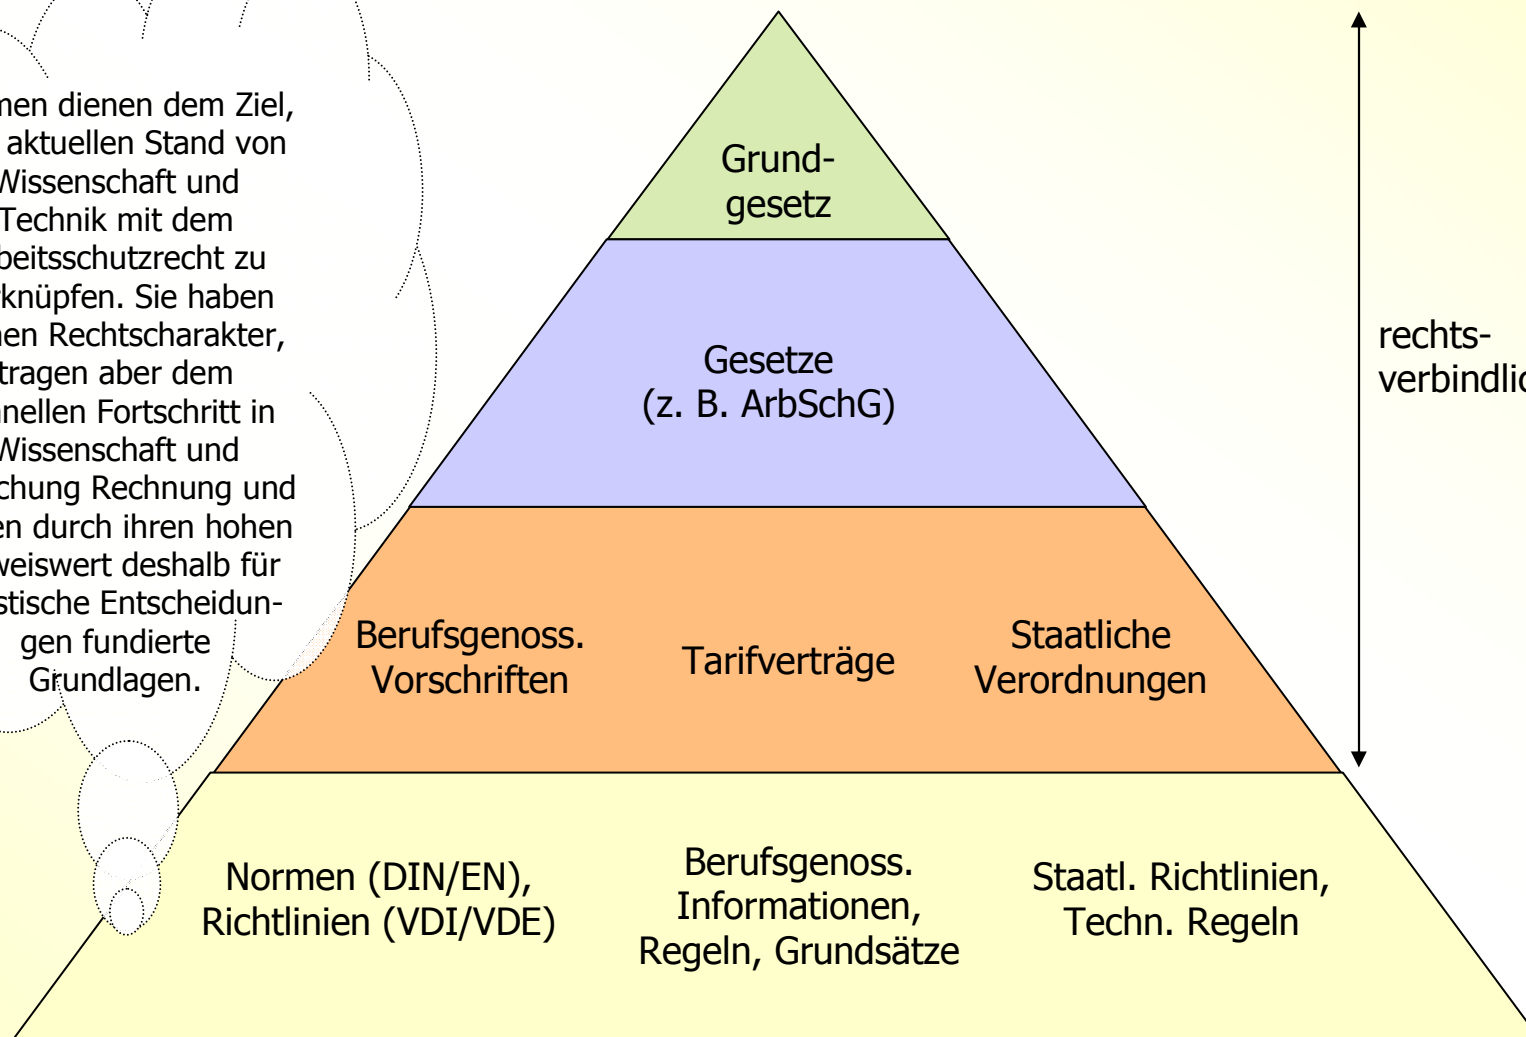 men dienen dem Ziel,
aktuellen Stand von
Wissenschaft und
Technik mit dem
beitsschutzrecht zu
knüpfen. Sie haben
en Rechtscharakter,
tragen aber dem
nellen Fortschritt in
Wissenschaft und
chung Rechnung und
en durch ihren hohen
weiswert deshalb für
stische Entscheidun-
gen fundierte
Grundlagen.
Grund-
gesetz
Gesetze
(z. B. ArbSchG)
rechts-
verbindlic
Berufsgenoss.
Vorschriften
Tarifverträge
Staatliche
Verordnungen
Normen (DIN/EN),
Richtlinien (VDI/VDE)
Berufsgenoss.
Informationen,
Regeln, Grundsätze
Staatl. Richtlinien,
Techn. Regeln